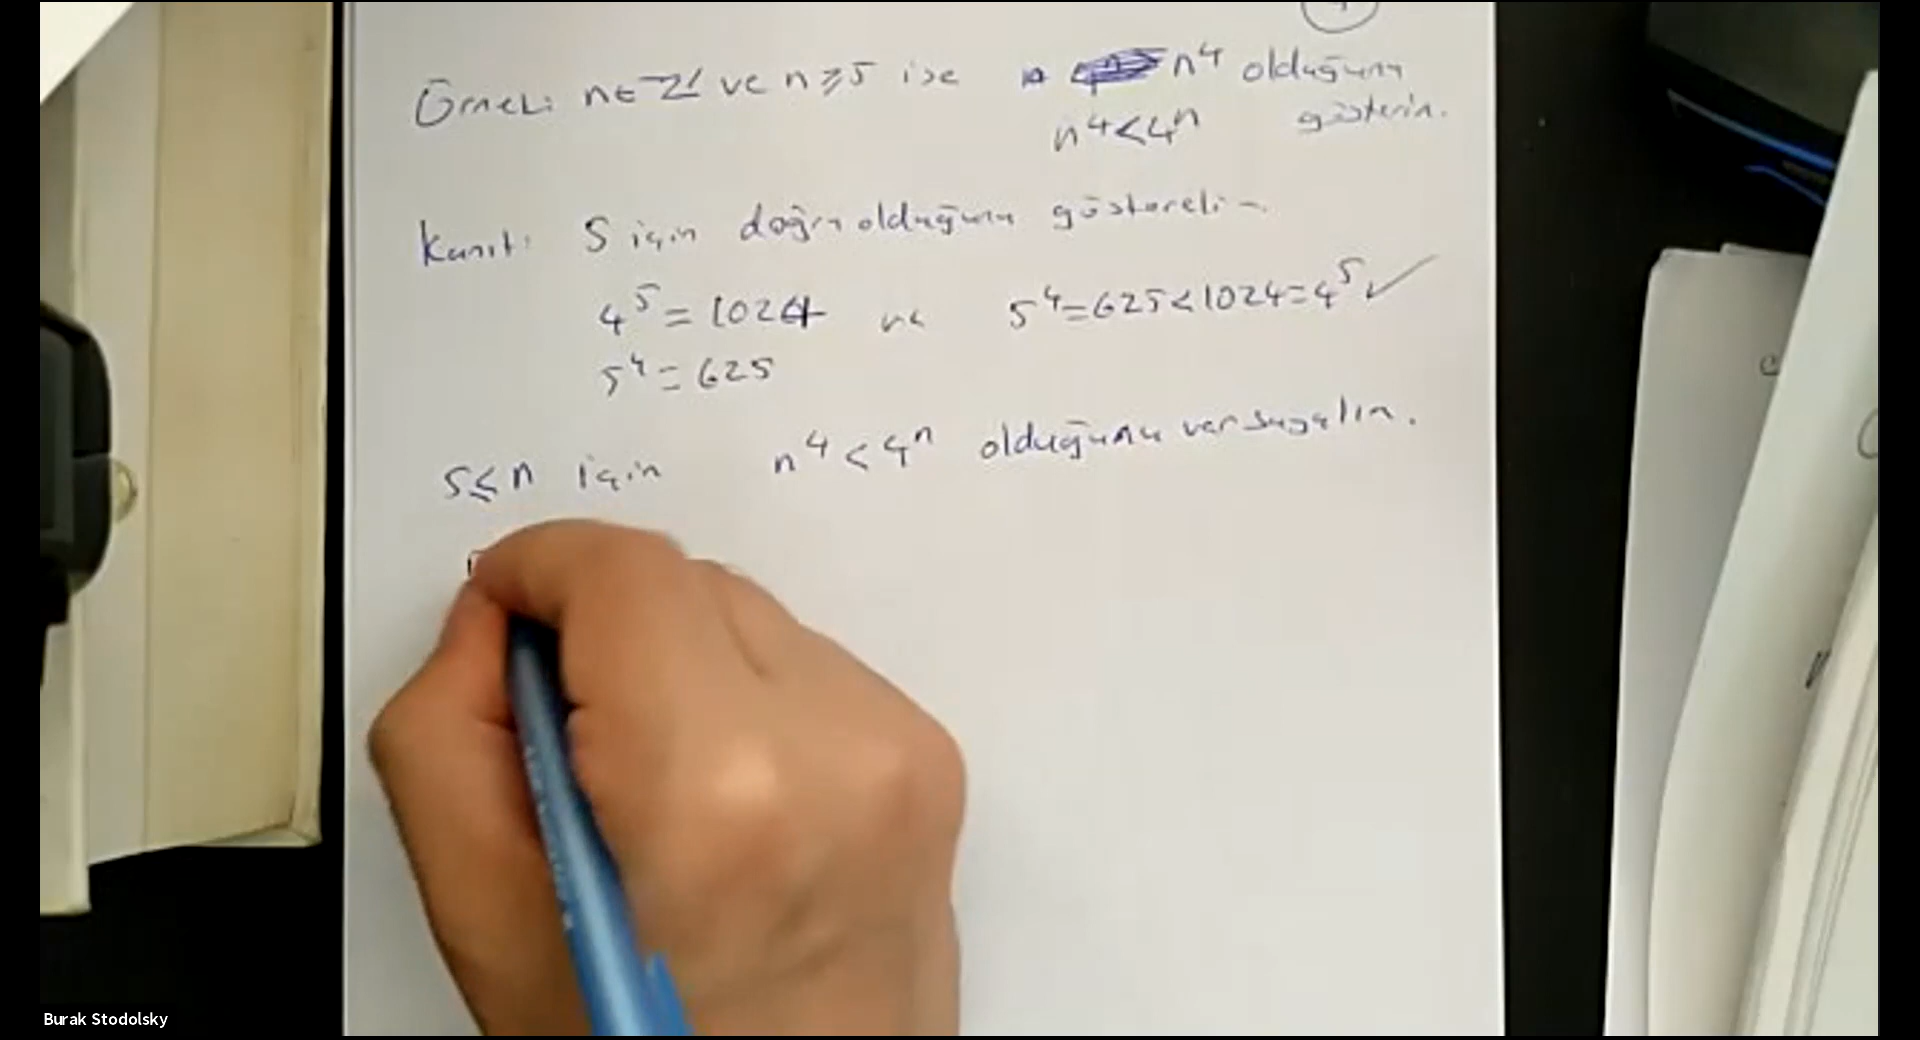 Örnek: n ∈ Z ve n ≥ 5 ise n⁴ olduğunu
n⁴ < 4ⁿ gösterin.
Kanıt: 5 için doğru olduğunu gösterelim.
4⁵ = 1024 ve 5⁴ = 625 < 1024 = 4⁵ ✓
5⁴ = 625
5 ≤ n için n⁴ < 4ⁿ olduğunu varsayalım.
Burak Stodolsky